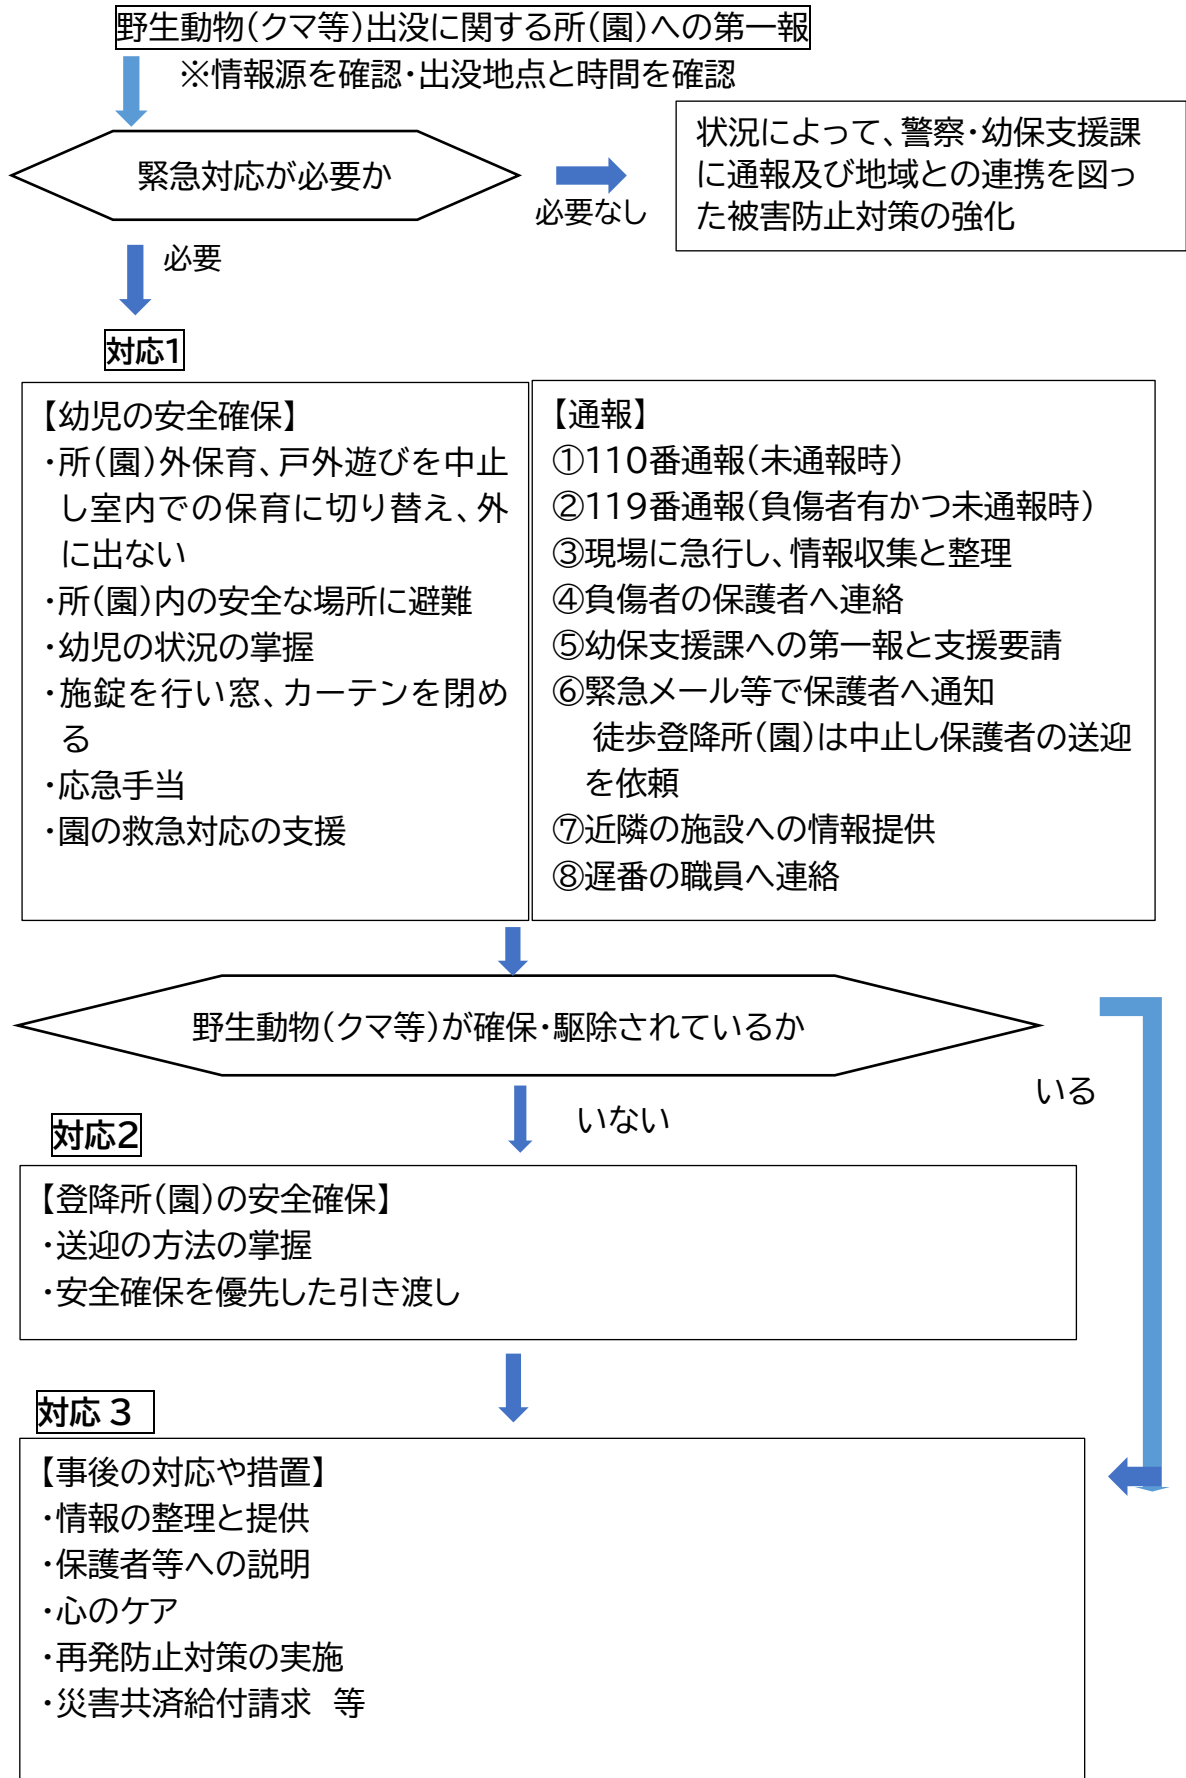 野生動物(クマ等)出没に関する所(園)への第一報
※情報源を確認・出没地点と時間を確認
緊急対応が必要か
必要なし
状況によって、警察・幼保支援課
に通報及び地域との連携を図っ
た被害防止対策の強化
必要
対応1
【幼児の安全確保】
・所(園)外保育、戸外遊びを中止
し室内での保育に切り替え、外
に出ない
・所(園)内の安全な場所に避難
・幼児の状況の掌握
・施錠を行い窓、カーテンを閉め
る
・応急手当
・園の救急対応の支援
【通報】
①110番通報(未通報時)
②119番通報(負傷者有かつ未通報時)
③現場に急行し、情報収集と整理
④負傷者の保護者へ連絡
⑤幼保支援課への第一報と支援要請
⑥緊急メール等で保護者へ通知
徒歩登降所(園)は中止し保護者の送迎
を依頼
⑦近隣の施設への情報提供
⑧遅番の職員へ連絡
野生動物(クマ等)が確保・駆除されているか
いる
いない
対応2
【登降所(園)の安全確保】
・送迎の方法の掌握
・安全確保を優先した引き渡し
対応 3
【事後の対応や措置】
・情報の整理と提供
・保護者等への説明
・心のケア
・再発防止対策の実施
・災害共済給付請求　等